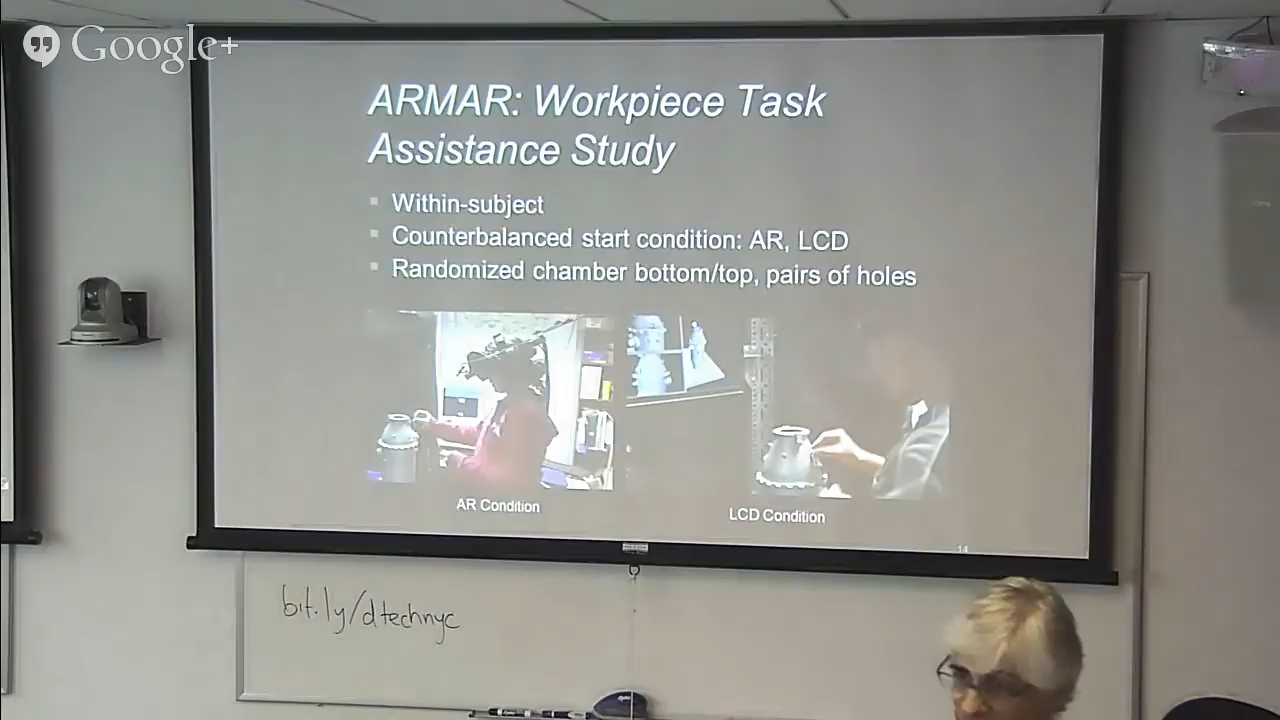 Google+
ARMAR: Workpiece Task
Assistance Study
Within-subject
Counterbalanced start condition: AR, LCD
Randomized chamber bottom/top, pairs of holes
AR Condition
LCD Condition
bit.ly/dtechnyc